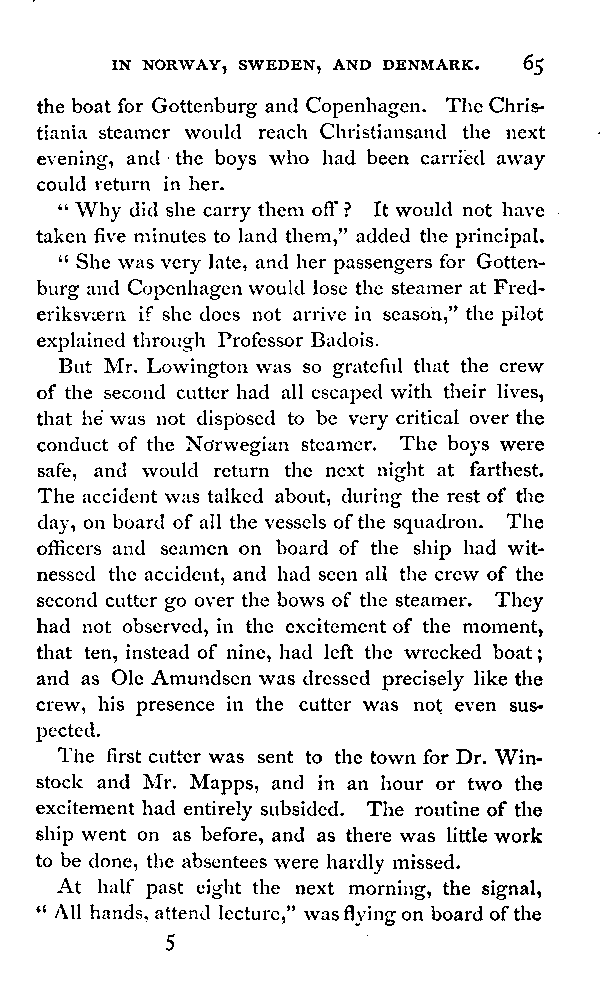 IN NORWAY, SWEDEN, AND DENMARK. 65
the boat for Gottenburg and Copenhagen. The Chris-
tiania steamer would reach Christiansand the next
evening, and the boys who had been carried away
could return in her.
“ Why did she carry them off? It would not have
taken five minutes to land them,” added the principal.
“ She was very late, and her passengers for Gotten-
burg and Copenhagen would lose the steamer at Fred-
eriksværn if she does not arrive in season,” the pilot
explained through Professor Badois.
But Mr. Lowington was so grateful that the crew
of the second cutter had all escaped with their lives,
that he was not disposed to be very critical over the
conduct of the Norwegian steamer. The boys were
safe, and would return the next night at farthest.
The accident was talked about, during the rest of the
day, on board of all the vessels of the squadron. The
officers and seamen on board of the ship had wit-
nessed the accident, and had seen all the crew of the
second cutter go over the bows of the steamer. They
had not observed, in the excitement of the moment,
that ten, instead of nine, had left the wrecked boat;
and as Ole Amundsen was dressed precisely like the
crew, his presence in the cutter was not even sus-
pected.
The first cutter was sent to the town for Dr. Win-
stock and Mr. Mapps, and in an hour or two the
excitement had entirely subsided. The routine of the
ship went on as before, and as there was little work
to be done, the absentees were hardly missed.
At half past eight the next morning, the signal,
“ All hands, attend lecture,” was flying on board of the
5